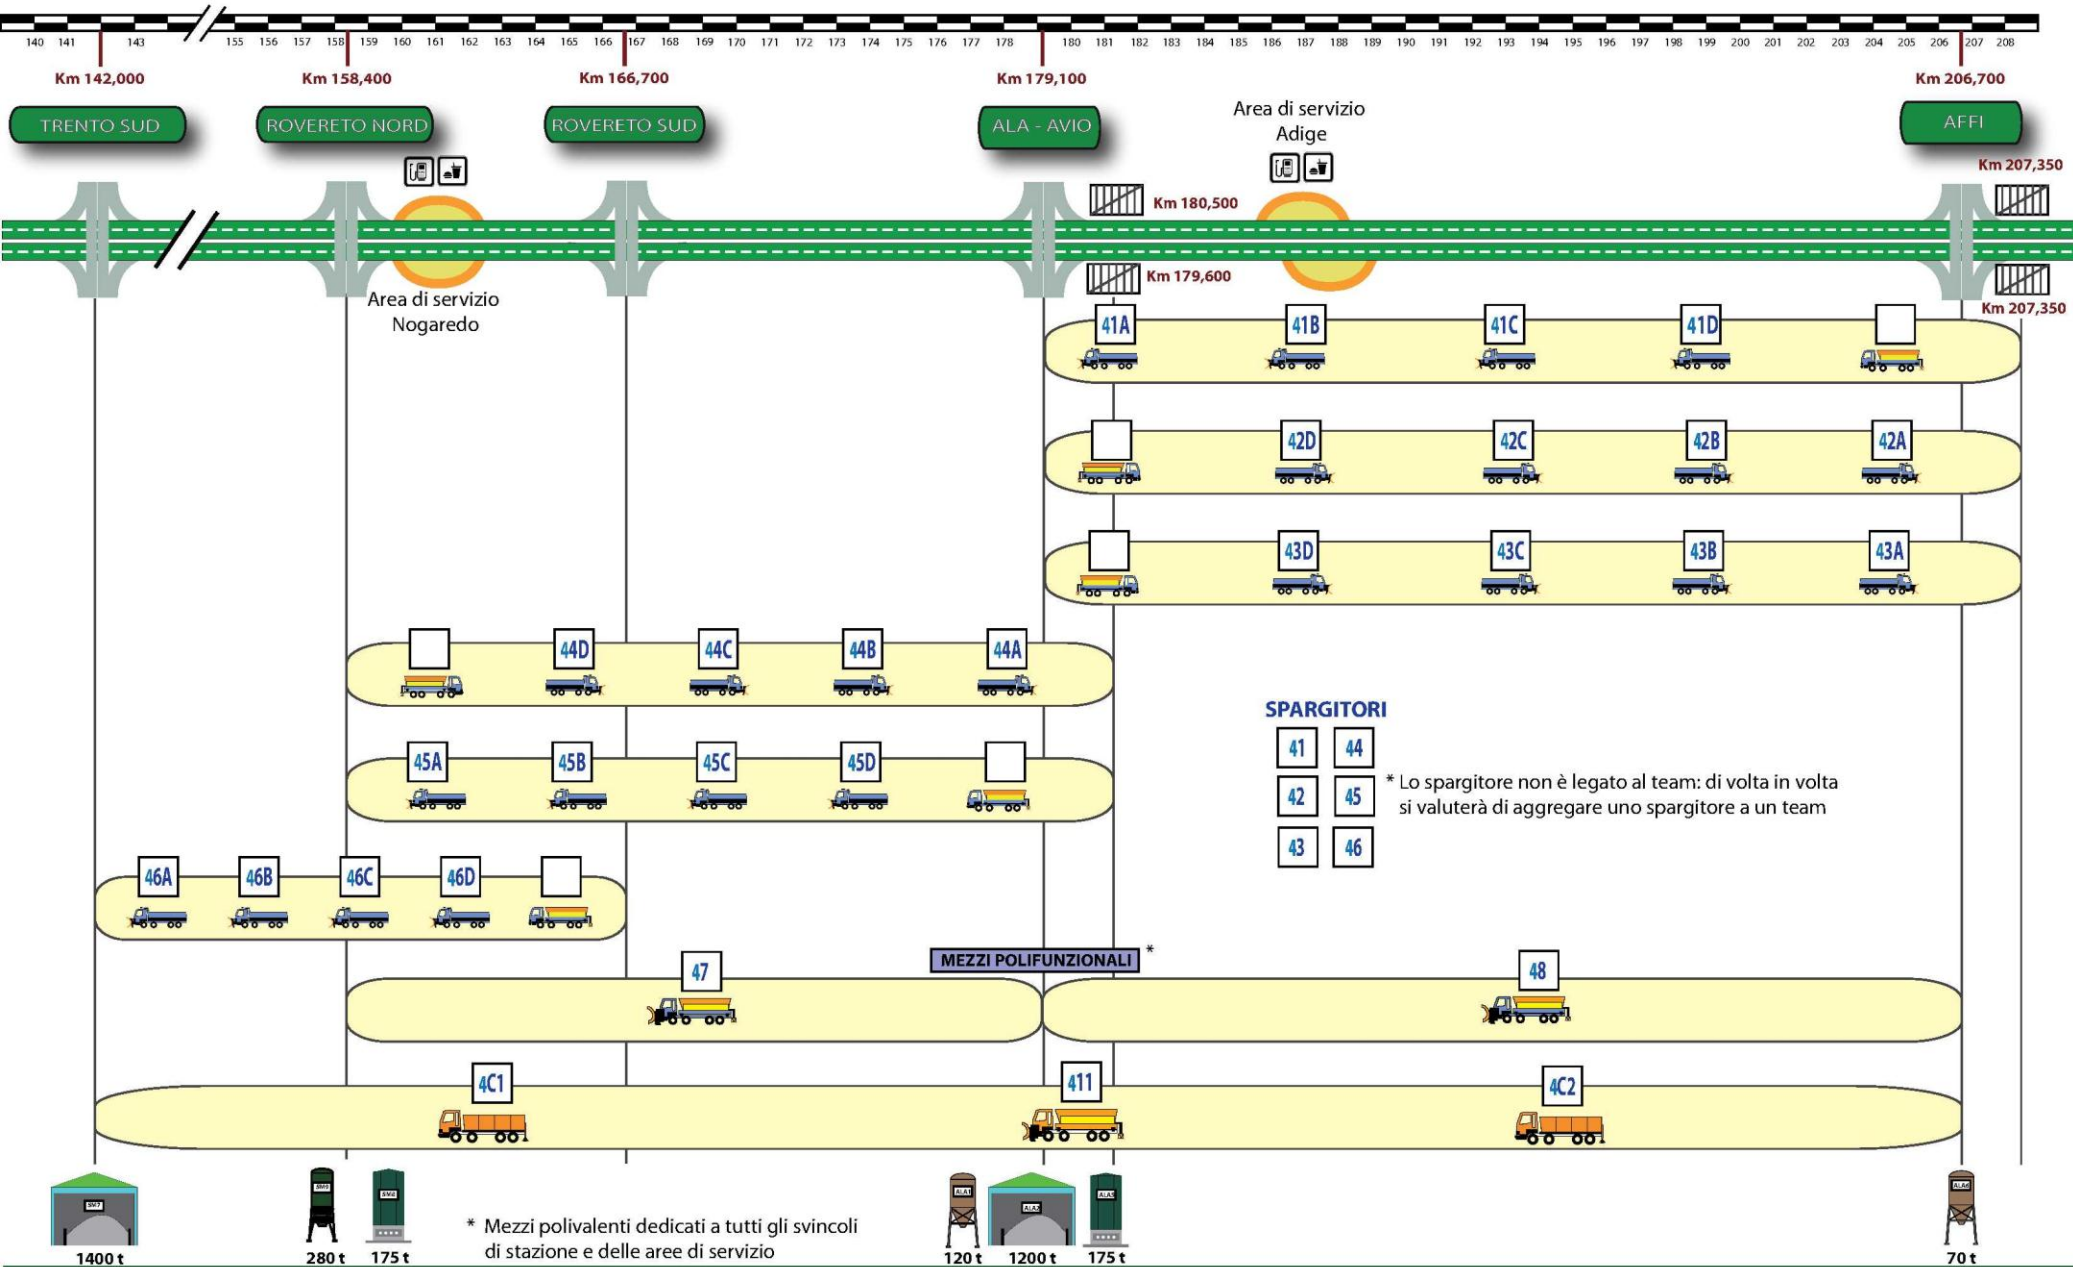 140 141 143 155 156 157 158 159 160 161 162 163 164 165 166 167 168 169 170 171 172 173 174 175 176 177 178 180 181 182 183 184 185 186 187 188 189 190 191 192 193 194 195 196 197 198 199 200 201 202 203 204 205 206 207 208
Km 142,000 Km 158,400 Km 166,700 Km 179,100 Km 206,700
TRENTO SUD ROVERETO NORD ROVERETO SUD ALA - AVIO AFFI
Area di servizio
Adige
Km 207,350
Km 180,500
Km 179,600
Area di servizio
Nogaredo
Km 207,350
41A 41B 41C 41D
42D 42C 42B 42A
43D 43C 43B 43A
44D 44C 44B 44A
45A 45B 45C 45D
SPARGITORI
41 44
42 45
43 46
* Lo spargitore non è legato al team: di volta in volta
si valuterà di aggregare uno spargitore a un team
46A 46B 46C 46D
MEZZI POLIFUNZIONALI *
47 48
4C1 411 4C2
SM7 SM9 SM8 ALA1 ALA2 ALA5 ALA6
* Mezzi polivalenti dedicati a tutti gli svincoli
di stazione e delle aree di servizio
1400 t 280 t 175 t 120 t 1200 t 175 t 70 t